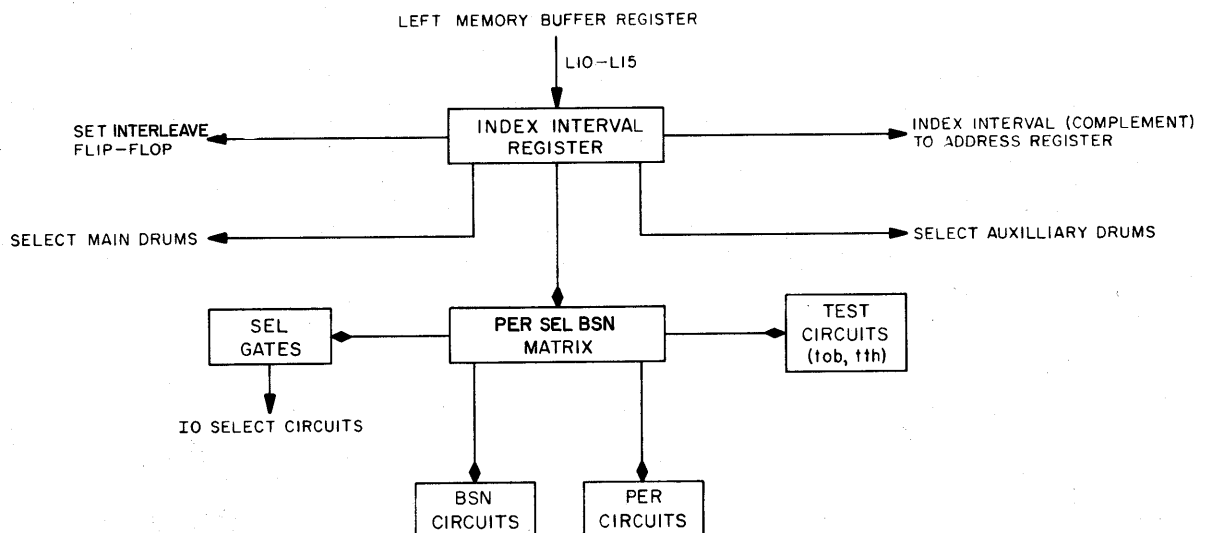 LEFT MEMORY BUFFER REGISTER
L10-L15
SET INTERLEAVE
FLIP-FLOP
INDEX INTERVAL
REGISTER
INDEX INTERVAL (COMPLEMENT)
TO ADDRESS REGISTER
SELECT MAIN DRUMS
SELECT AUXILLIARY DRUMS
SEL
GATES
PER SEL BSN
MATRIX
TEST
CIRCUITS
(tob, tth)
IO SELECT CIRCUITS
BSN
CIRCUITS
PER
CIRCUITS